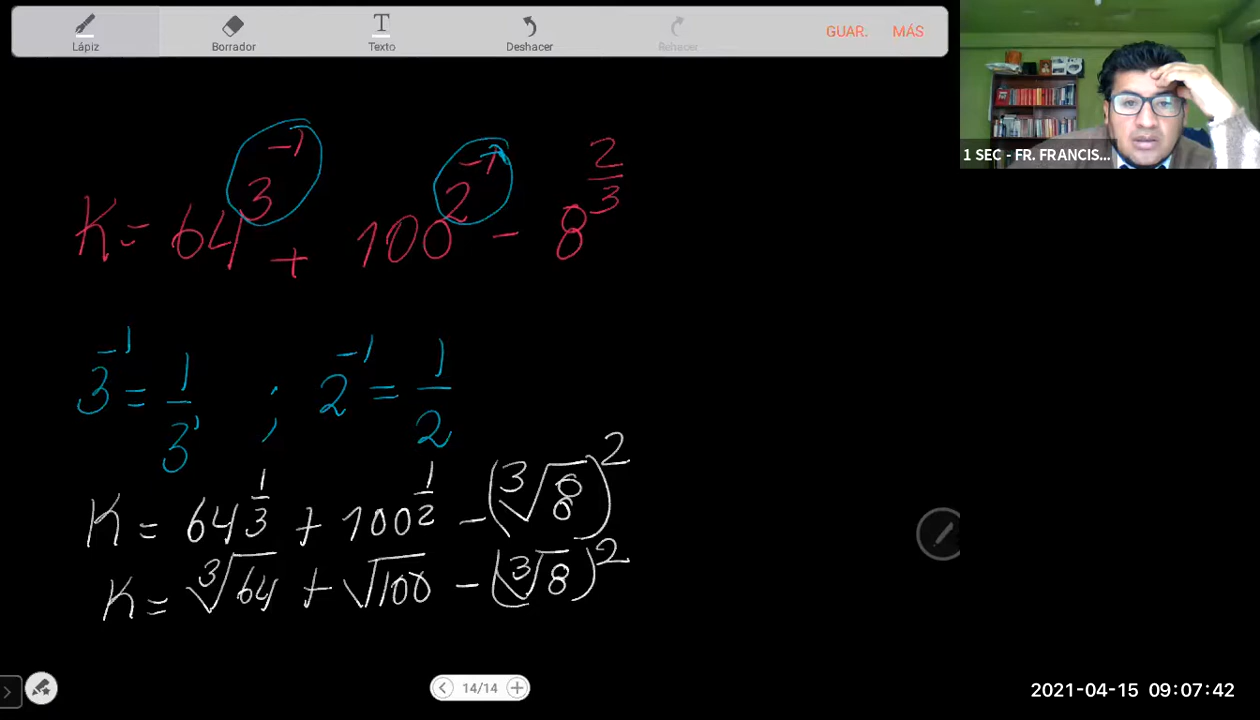 Lápiz Borrador Texto Deshacer Rehacer GUAR. MÁS
1 SEC - FR. FRANCIS...
K = 64^3^-1 + 100^2^-1 - 8^2/3
3^-1 = 1/3^1 ; 2^-1 = 1/2
K = 64^1/3 + 100^1/2 - (∛8)^2
K = ∛64 + √100 - (∛8)^2
14/14
2021-04-15 09:07:42